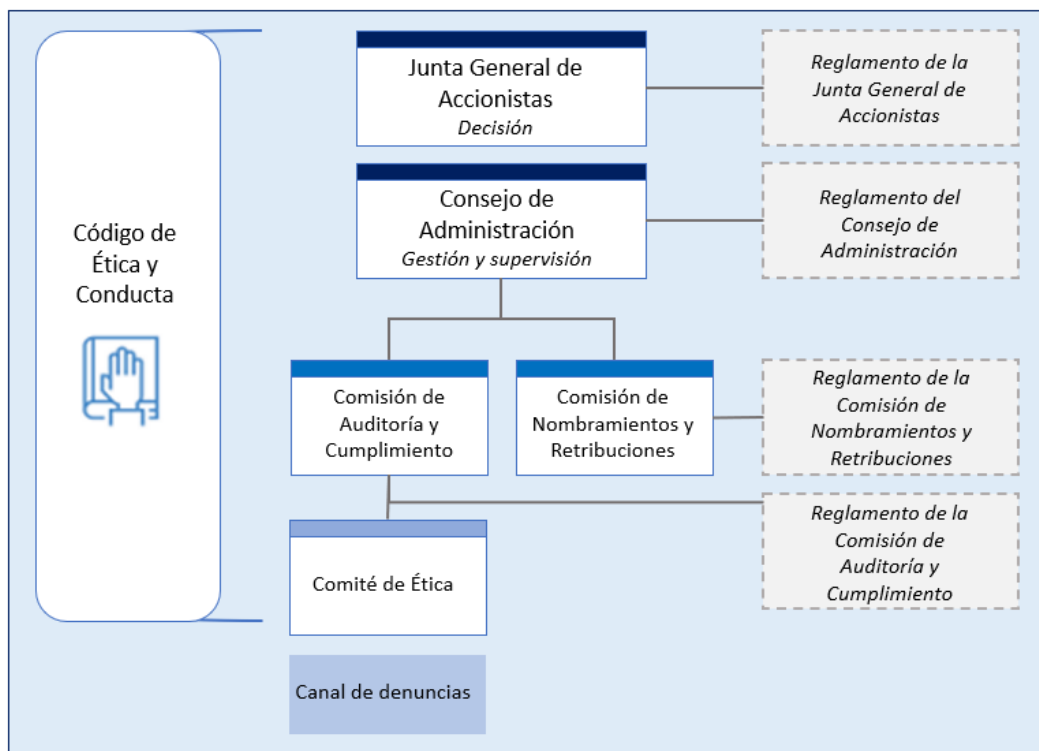 Código de
Ética y
Conducta
Junta General de
Accionistas
Decisión
Reglamento de la
Junta General de
Accionistas
Consejo de
Administración
Gestión y supervisión
Reglamento del
Consejo de
Administración
Comisión de
Auditoría y
Cumplimiento
Comisión de
Nombramientos y
Retribuciones
Reglamento de la
Comisión de
Nombramientos y
Retribuciones
Reglamento de la
Comisión de
Auditoría y
Cumplimiento
Comité de Ética
Canal de denuncias